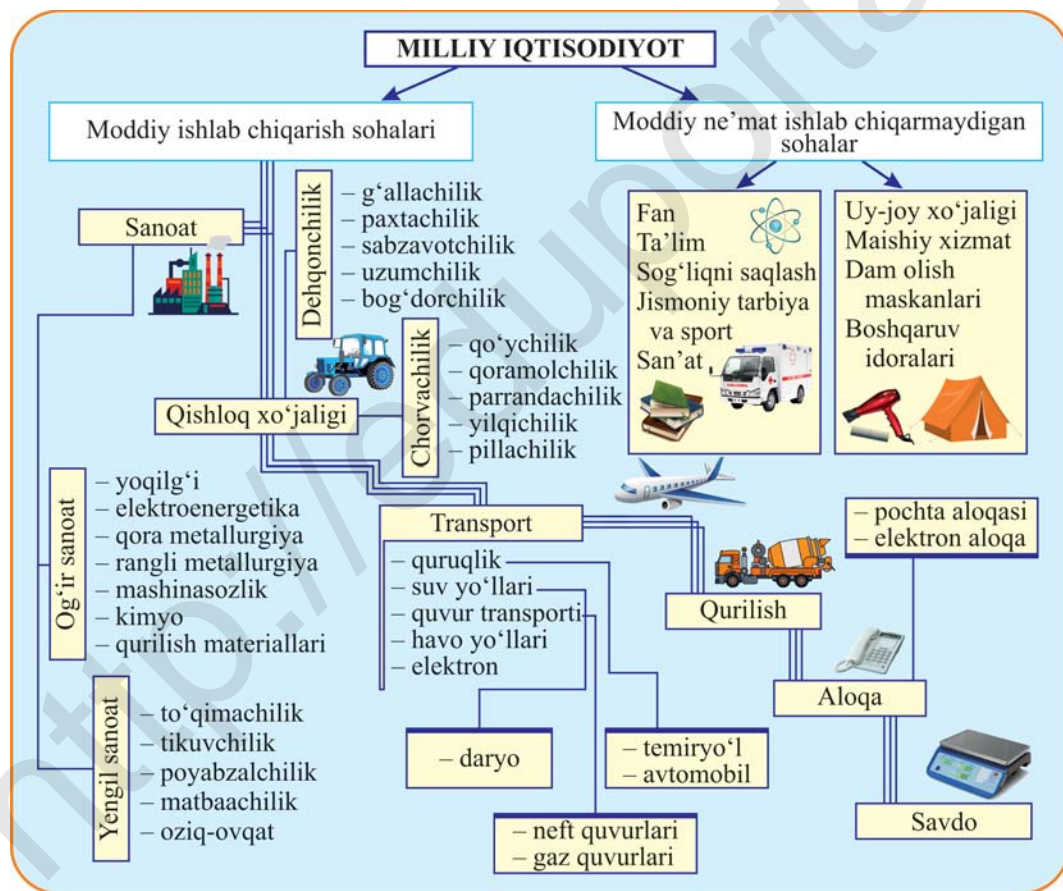 MILLIY IQTISODIYOT
Moddiy ishlab chiqarish sohalari
Moddiy ne’mat ishlab chiqarmaydigan
sohalar
Sanoat
Dehqonchilik
– g‘allachilik
– paxtachilik
– sabzavotchilik
– uzumchilik
– bog‘dorchilik
Fan
Ta’lim
Sog‘liqni saqlash
Jismoniy tarbiya
va sport
San’at
Uy-joy xo‘jaligi
Maishiy xizmat
Dam olish
maskanlari
Boshqaruv
idoralari
Qishloq xo‘jaligi
Chorvachilik
– qo‘ychilik
– qoramolchilik
– parrandachilik
– yilqichilik
– pillachilik
Og‘ir sanoat
– yoqilg‘i
– elektroenergetika
– qora metallurgiya
– rangli metallurgiya
– mashinasozlik
– kimyo
– qurilish materiallari
Transport
– quruqlik
– suv yo‘llari
– quvur transporti
– havo yo‘llari
– elektron
– pochta aloqasi
– elektron aloqa
Qurilish
Aloqa
Yengil sanoat
– to‘qimachilik
– tikuvchilik
– poyabzalchilik
– matbaachilik
– oziq-ovqat
– daryo
– temiryo‘l
– avtomobil
– neft quvurlari
– gaz quvurlari
Savdo
http://eduporta